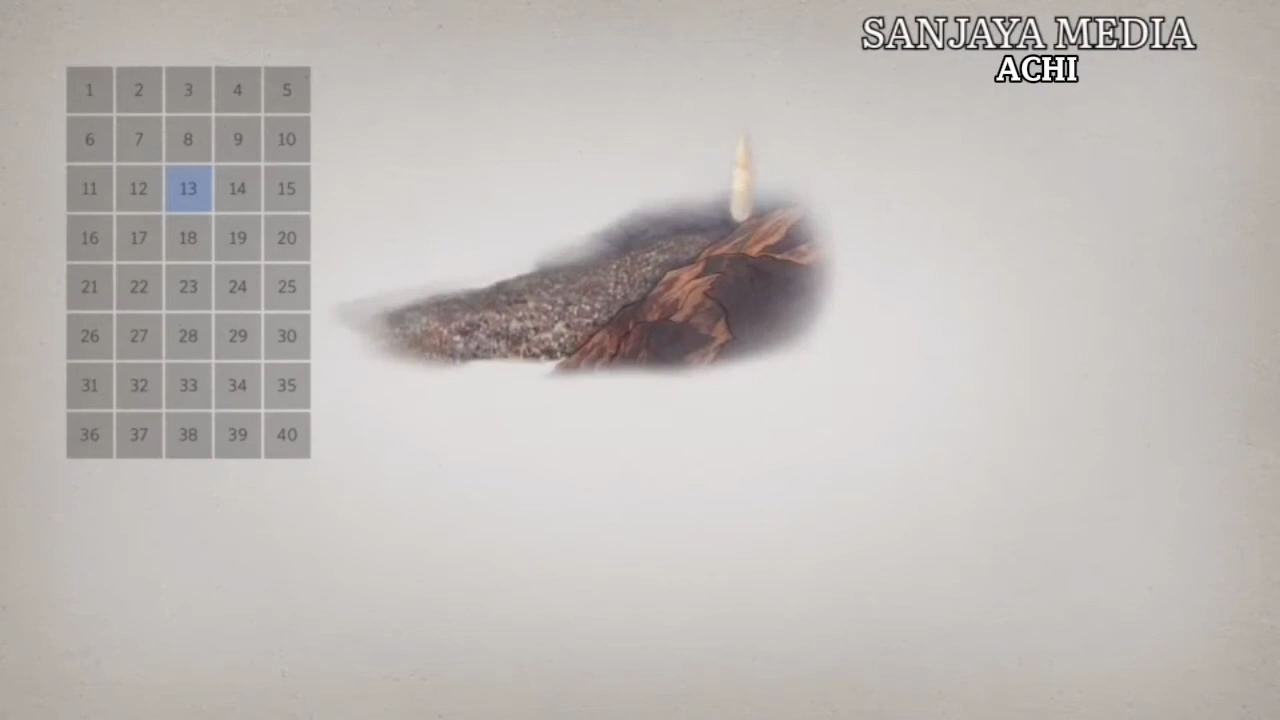 SANJAYA MEDIA
ACHI
1 2 3 4 5
6 7 8 9 10
11 12 13 14 15
16 17 18 19 20
21 22 23 24 25
26 27 28 29 30
31 32 33 34 35
36 37 38 39 40